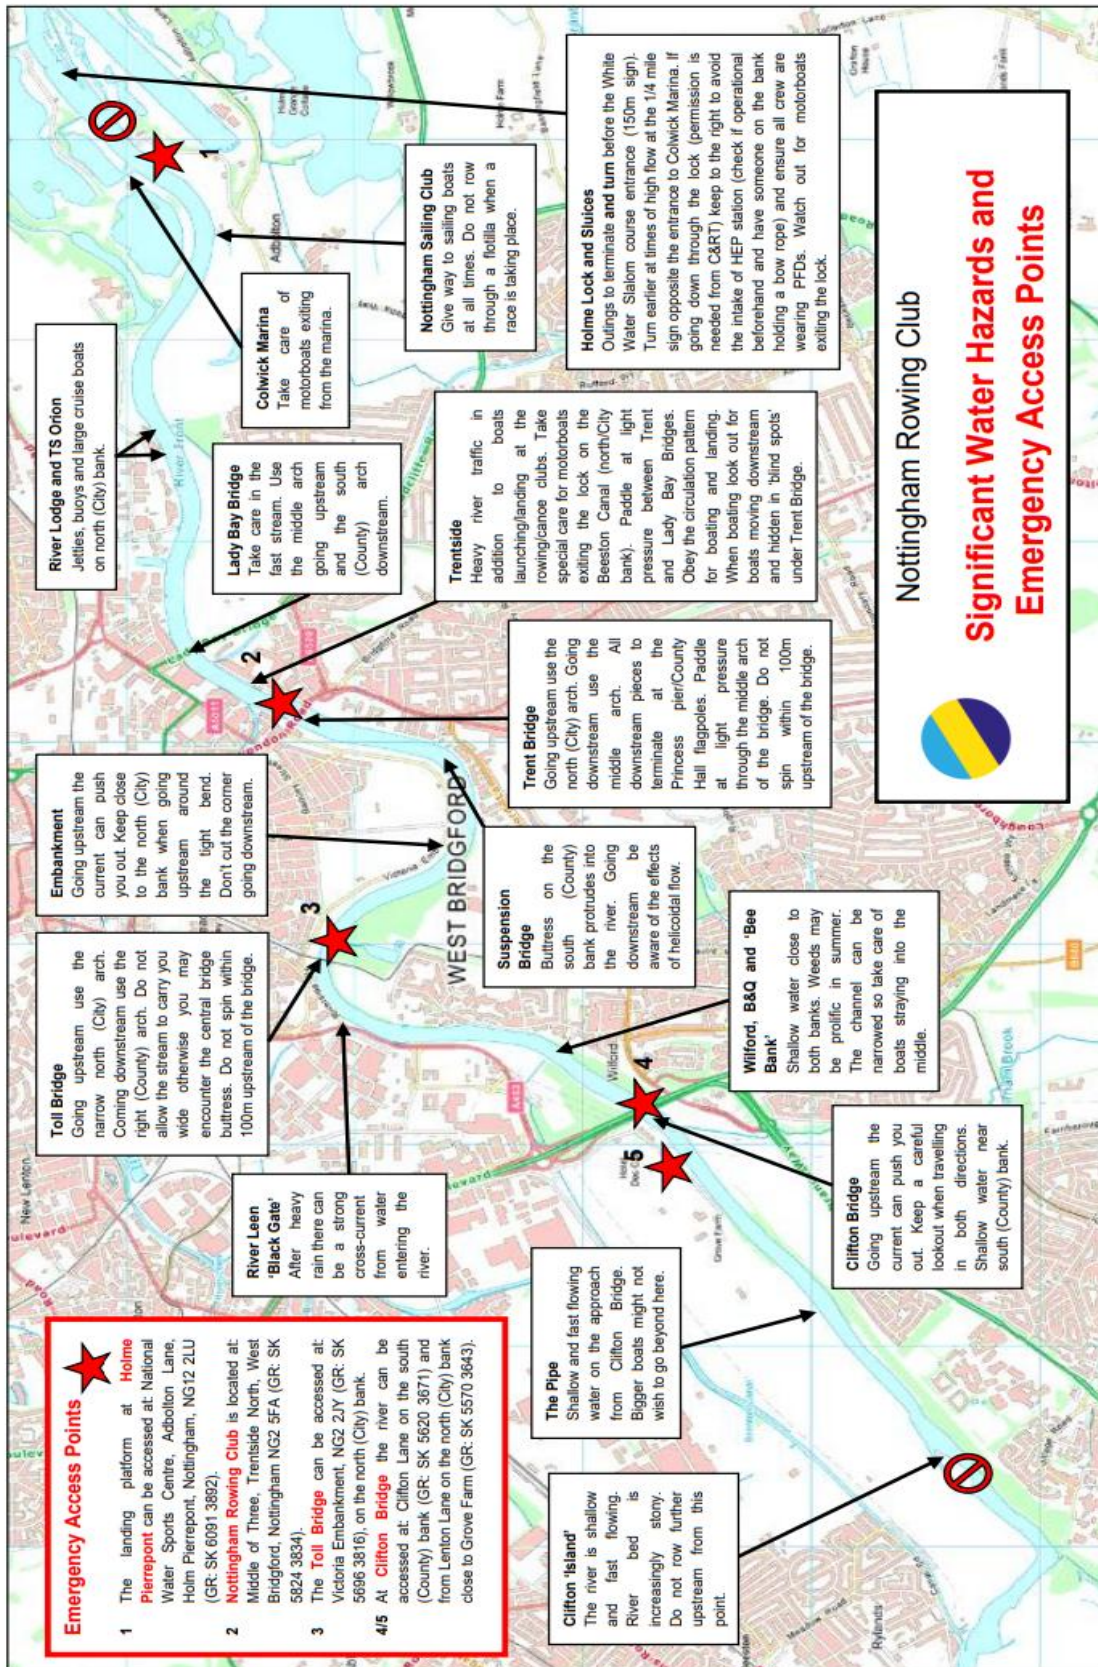 Emergency Access Points
1 The landing platform at Holme
Pierrepont can be accessed at: National
Water Sports Centre, Adbolton Lane,
Holm Pierrepont, Nottingham, NG12 2LU
(GR: SK 6091 3892).
2 Nottingham Rowing Club is located at:
Middle of Three, Trentside North, West
Bridgford, Nottingham NG2 5FA (GR: SK
5824 3834).
3 The Toll Bridge can be accessed at:
Victoria Embankment, NG2 2JY (GR: SK
5696 3816), on the north (City) bank.
4/5 At Clifton Bridge the river can be
accessed at: Clifton Lane on the south
(County) bank (GR: SK 5620 3671) and
from Lenton Lane on the north (City) bank
close to Grove Farm (GR: SK 5570 3643).
Toll Bridge
Going upstream use the
narrow north (City) arch.
Coming downstream use the
right (County) arch. Do not
allow the stream to carry you
wide otherwise you may
encounter the central bridge
buttress. Do not spin within
100m upstream of the bridge.
Embankment
Going upstream the
current can push
you out. Keep close
to the north (City)
bank when going
upstream around
the tight bend.
Don't cut the corner
going downstream.
River Lodge and TS Orion
Jetties, buoys and large cruise boats
on north (City) bank.
River Leen
'Black Gate'
After heavy
rain there can
be a strong
cross-current
from water
entering the
river.
Lady Bay Bridge
Take care in the
fast stream. Use
the middle arch
going upstream
and the south
(County) arch
downstream.
Colwick Marina
Take care of
motorboats exiting
from the marina.
Nottingham Sailing Club
Give way to sailing boats
at all times. Do not row
through a flotilla when a
race is taking place.
Clifton 'Island'
The river is shallow
and fast flowing.
River bed is
increasingly stony.
Do not row further
upstream from this
point.
The Pipe
Shallow and fast flowing
water on the approach
from Clifton Bridge.
Bigger boats might not
wish to go beyond here.
Suspension
Bridge
Buttress on the
south (County)
bank protrudes into
the river. Going
downstream be
aware of the effects
of helicoidal flow.
Trent Bridge
Going upstream use the
north (City) arch. Going
downstream use the
middle arch. All
downstream pieces to
terminate at the
Princess pier/County
Hall flagpoles. Paddle
at light pressure
through the middle arch
of the bridge. Do not
spin within 100m
upstream of the bridge.
Trentside
Heavy river traffic in
addition to boats
launching/landing at the
rowing/canoe clubs. Take
special care for motorboats
exiting the lock on the
Beeston Canal (north/City
bank). Paddle at light
pressure between Trent
and Lady Bay Bridges.
Obey the circulation pattern
for boating and landing.
When boating look out for
boats moving downstream
and hidden in 'blind spots'
under Trent Bridge.
Holme Lock and Sluices
Outings to terminate and turn before the White
Water Slalom course entrance (150m sign).
Turn earlier at times of high flow at the 1/4 mile
sign opposite the entrance to Colwick Marina. If
going down through the lock (permission is
needed from C&RT) keep to the right to avoid
the intake of HEP station (check if operational
beforehand and have someone on the bank
holding a bow rope) and ensure all crew are
wearing PFDs. Watch out for motorboats
exiting the lock.
Clifton Bridge
Going upstream the
current can push you
out. Keep a careful
lookout when travelling
in both directions.
Shallow water near
south (County) bank.
Wilford, B&Q and 'Bee
Bank'
Shallow water close to
both banks. Weeds may
be prolific in summer.
The channel can be
narrowed so take care of
boats straying into the
middle.
Nottingham Rowing Club
Significant Water Hazards and
Emergency Access Points
New Lenton
WEST BRIDGFORD
Wilford
Adbolton
Rylands
Grove Farm
Holme Farm
River Front
A6011
A453
1
2
3
4
5